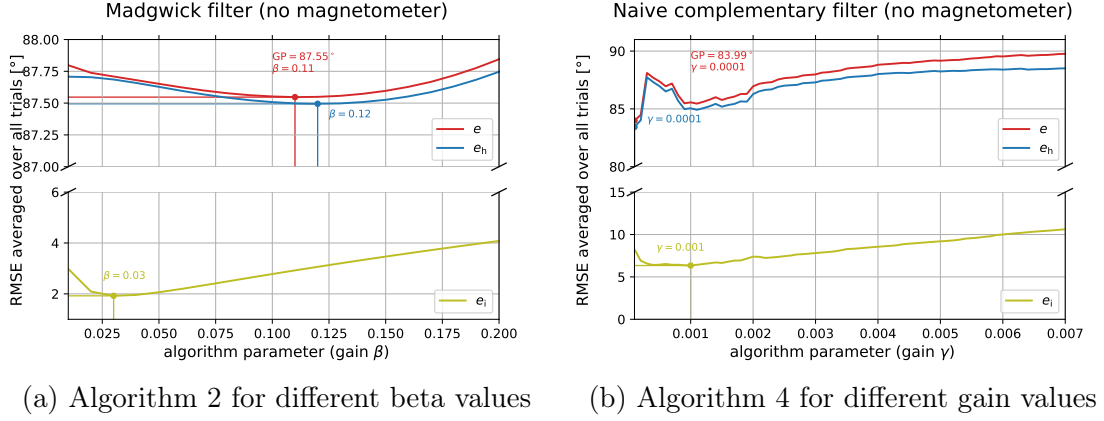 Madgwick filter (no magnetometer)
RMSE averaged over all trials [°]
88.00
87.75
87.50
87.25
87.00
GP = 87.55°
β = 0.11
β = 0.12
e
e_h
6
4
2
β = 0.03
e_i
0.025 0.050 0.075 0.100 0.125 0.150 0.175 0.200
algorithm parameter (gain β)
(a) Algorithm 2 for different beta values
Naive complementary filter (no magnetometer)
RMSE averaged over all trials [°]
90
85
80
GP = 83.99°
γ = 0.0001
γ = 0.0001
e
e_h
15
10
5
0
γ = 0.001
e_i
0.001 0.002 0.003 0.004 0.005 0.006 0.007
algorithm parameter (gain γ)
(b) Algorithm 4 for different gain values